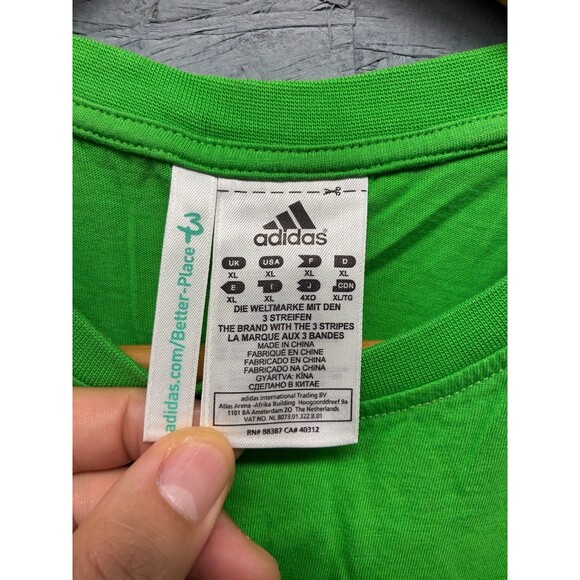 adidas.com/Better-Place
adidas
UK USA F D
XL XL XL XL
E I J CDN
XL XL 4XO XL/TG
DIE WELTMARKE MIT DEN
3 STREIFEN
THE BRAND WITH THE 3 STRIPES
LA MARQUE AUX 3 BANDES
MADE IN CHINA
FABRIQUÉ EN CHINE
FABRICADO EN CHINA
FABRICADO NA CHINA
GYÁRTVA: KÍNA
СДЕЛАНО В КИТАЕ
adidas International Trading BV
Atlas Arena -Afrika Building Hoogoorddreef 9a
1101 BA Amsterdam ZO The Netherlands
VAT NO. NL 8073.01.322.B.01
RN# 88387 CA# 40312